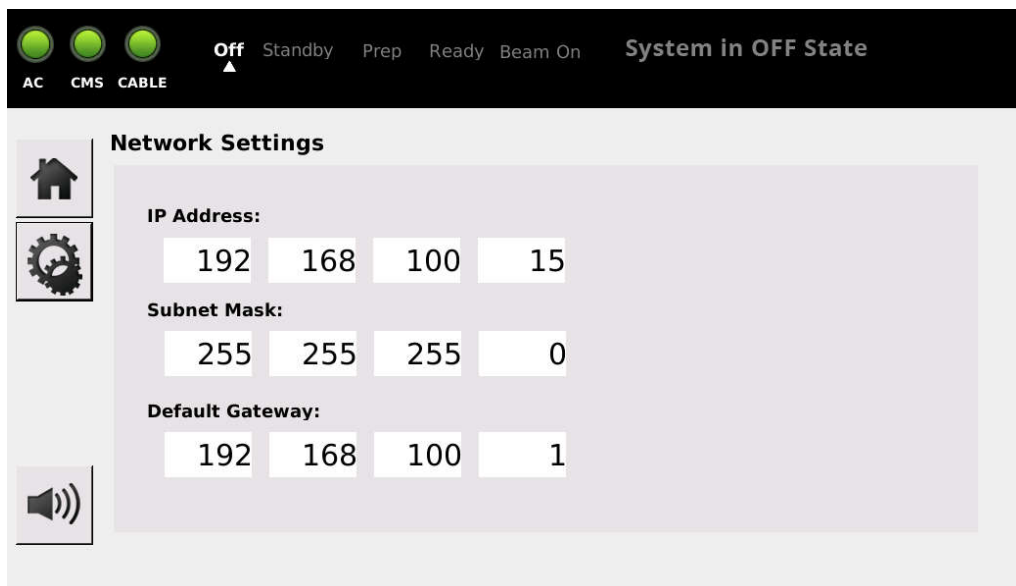 Off Standby Prep Ready Beam On System in OFF State
AC CMS CABLE
Network Settings
IP Address:
192 168 100 15
Subnet Mask:
255 255 255 0
Default Gateway:
192 168 100 1